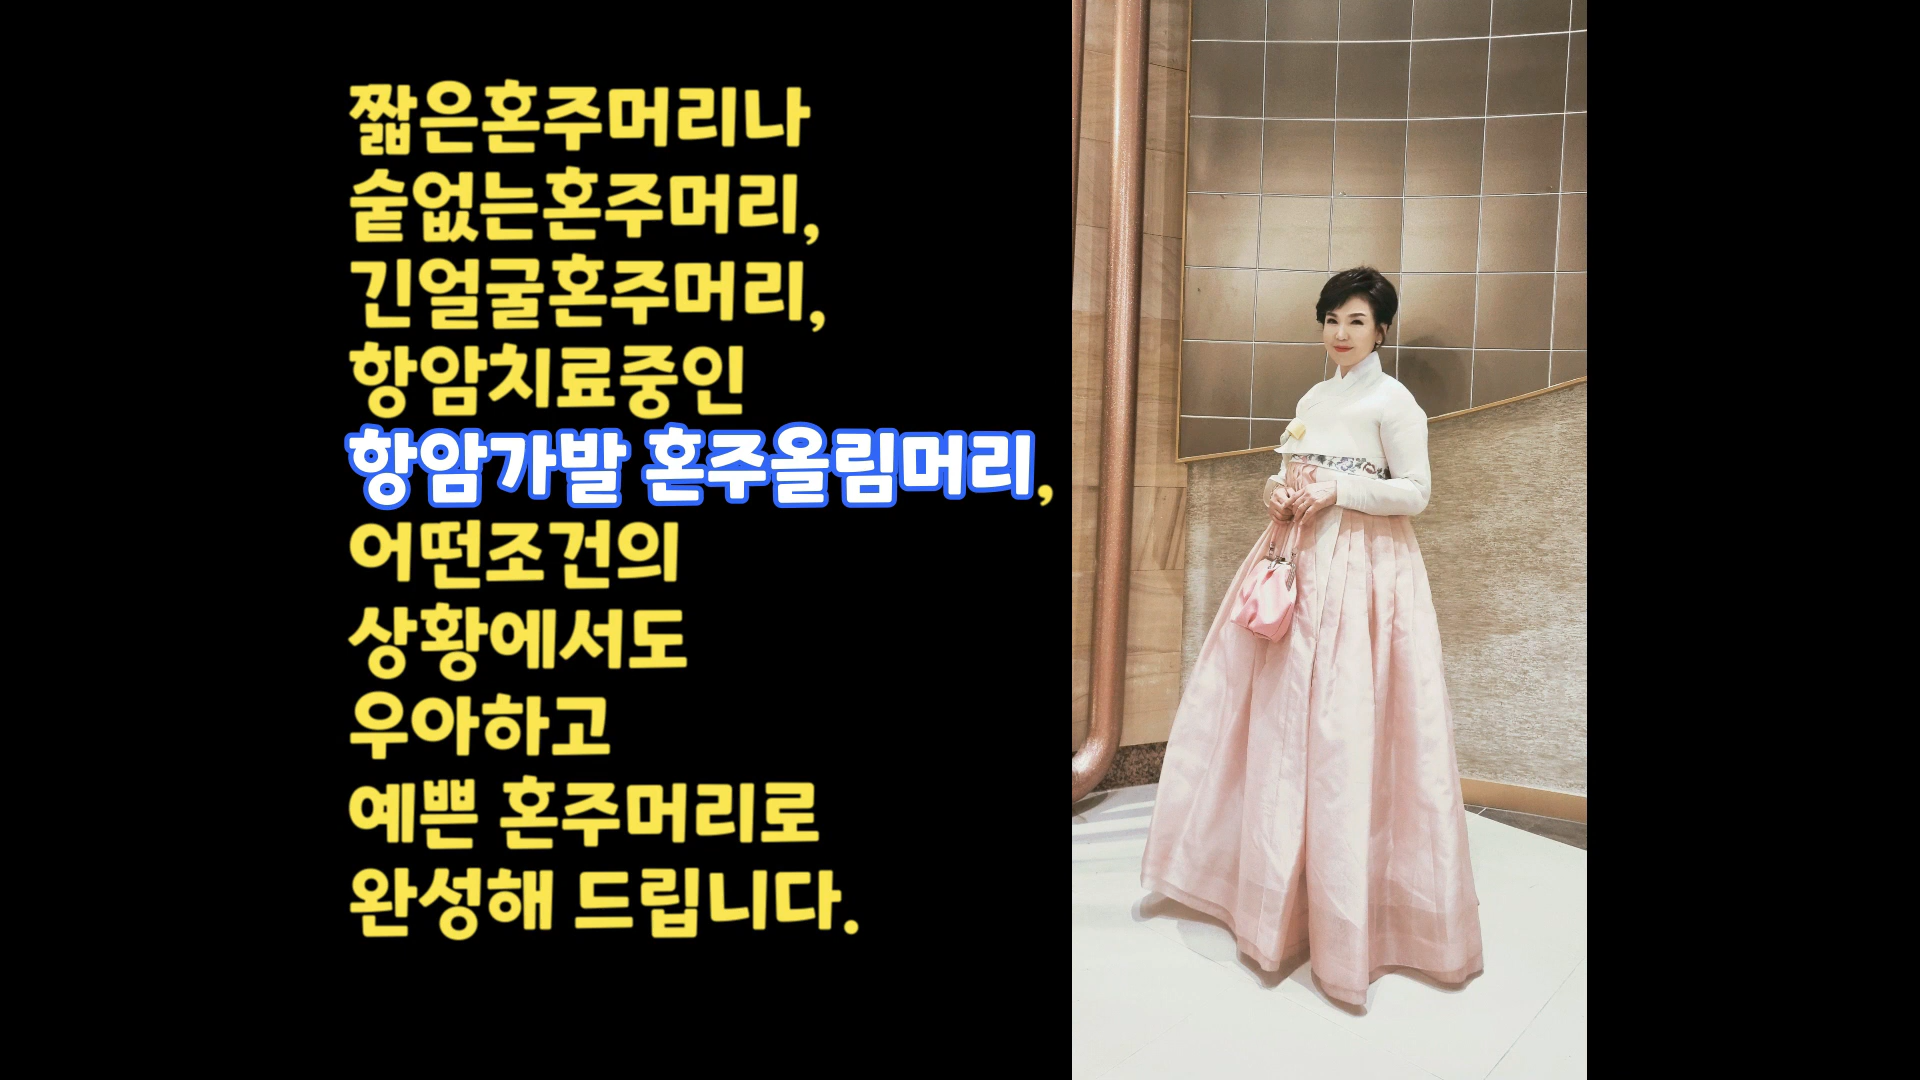 짧은혼주머리나
숱없는혼주머리,
긴얼굴혼주머리,
항암치료중인
항암가발 혼주올림머리,
어떤조건의
상황에서도
우아하고
예쁜 혼주머리로
완성해 드립니다.